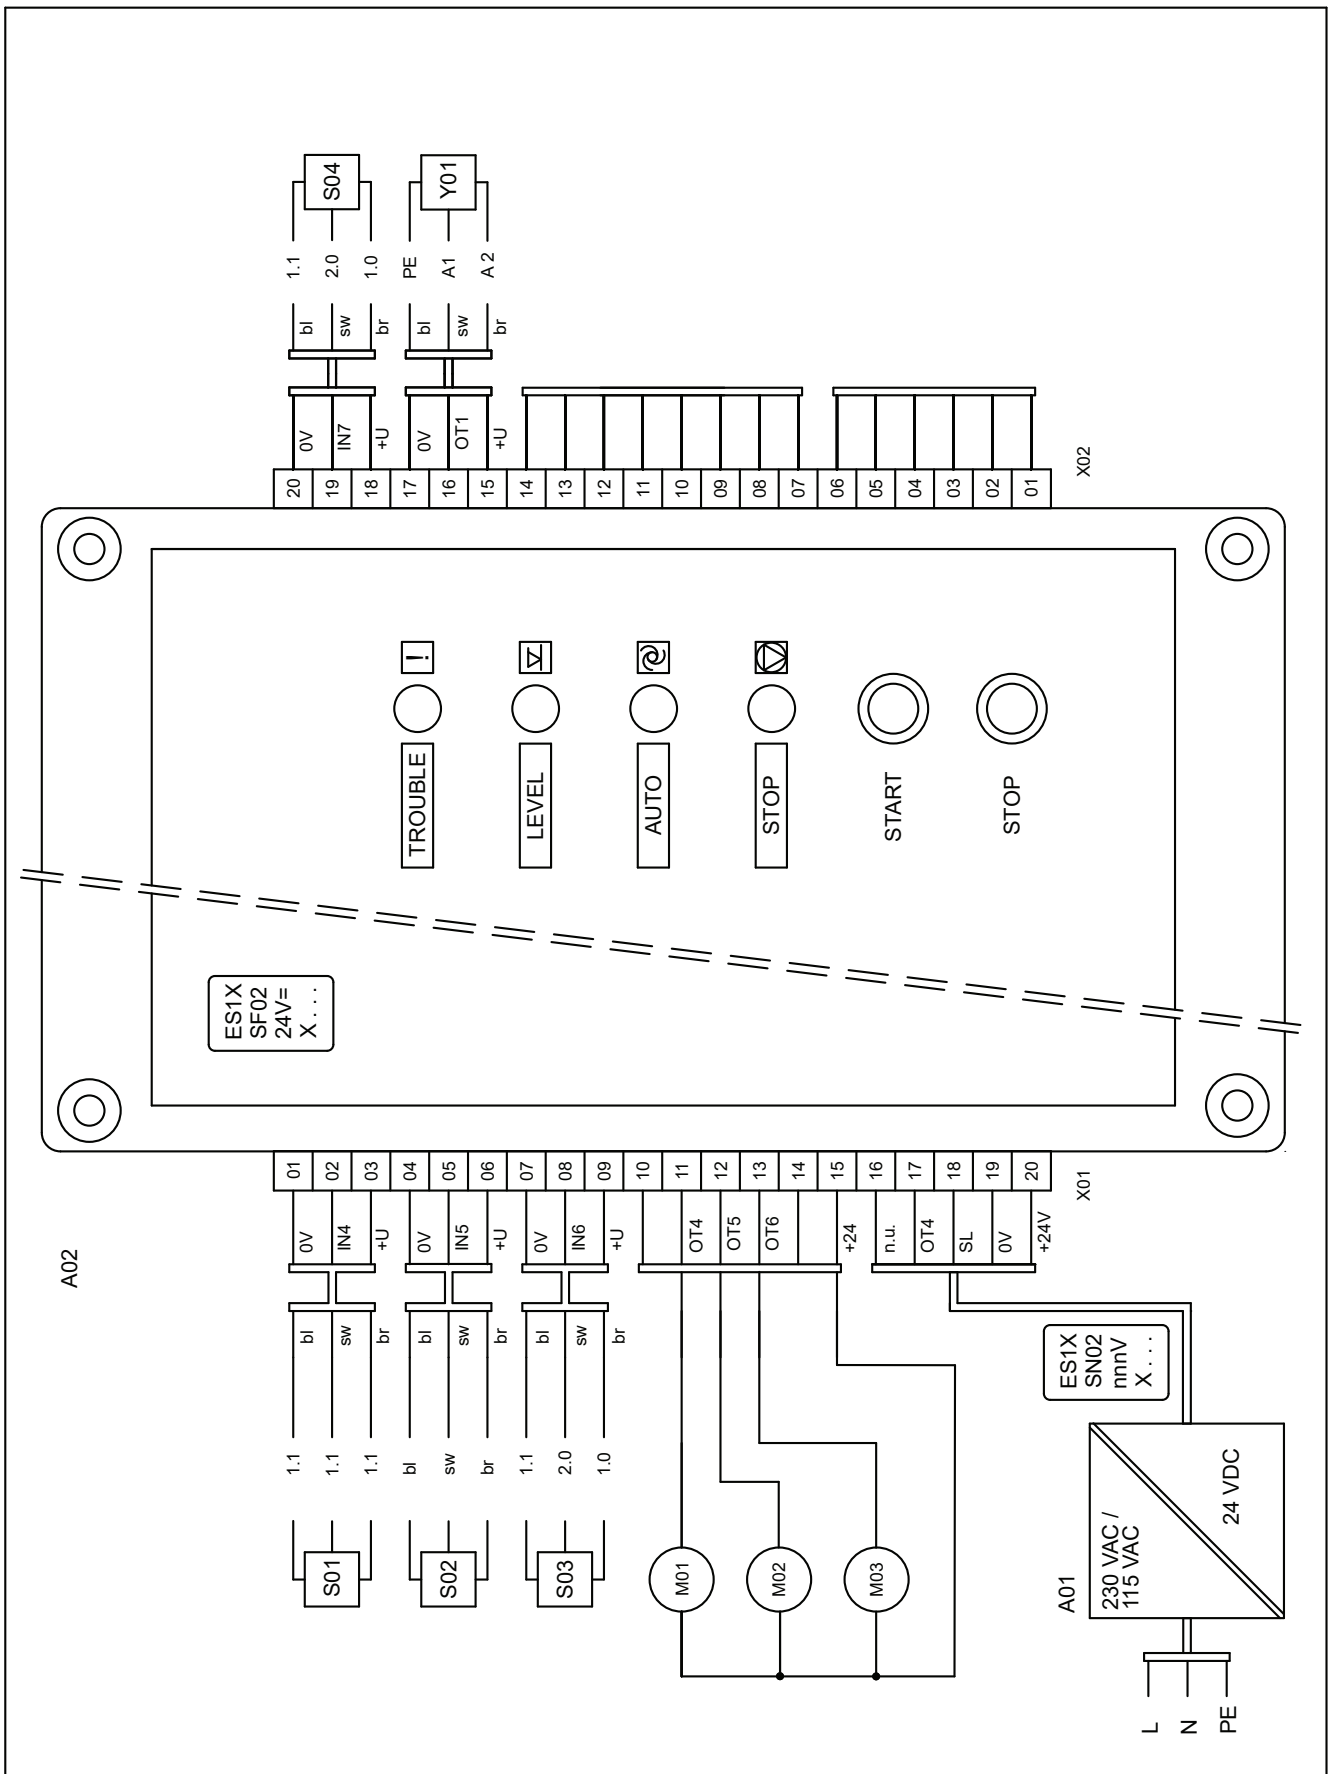 A02
ES1X
SF02
24V=
X . . . .
TROUBLE
!
LEVEL
AUTO
STOP
START
STOP
S04
1.1
2.0
1.0
bl
sw
br
0V
IN7
+U
Y01
PE
A1
A 2
bl
sw
br
0V
OT1
+U
20
19
18
17
16
15
14
13
12
11
10
09
08
07
06
05
04
03
02
01
X02
01
02
03
04
05
06
07
08
09
10
11
12
13
14
15
16
17
18
19
20
X01
0V
IN4
+U
0V
IN5
+U
0V
IN6
+U
OT4
OT5
OT6
+24
n.u.
OT4
SL
0V
+24V
bl
sw
br
bl
sw
br
bl
sw
br
1.1
1.1
1.1
bl
sw
br
1.1
2.0
1.0
S01
S02
S03
M01
M02
M03
ES1X
SN02
nnnV
X . . . .
A01
230 VAC /
115 VAC
24 VDC
L
N
PE